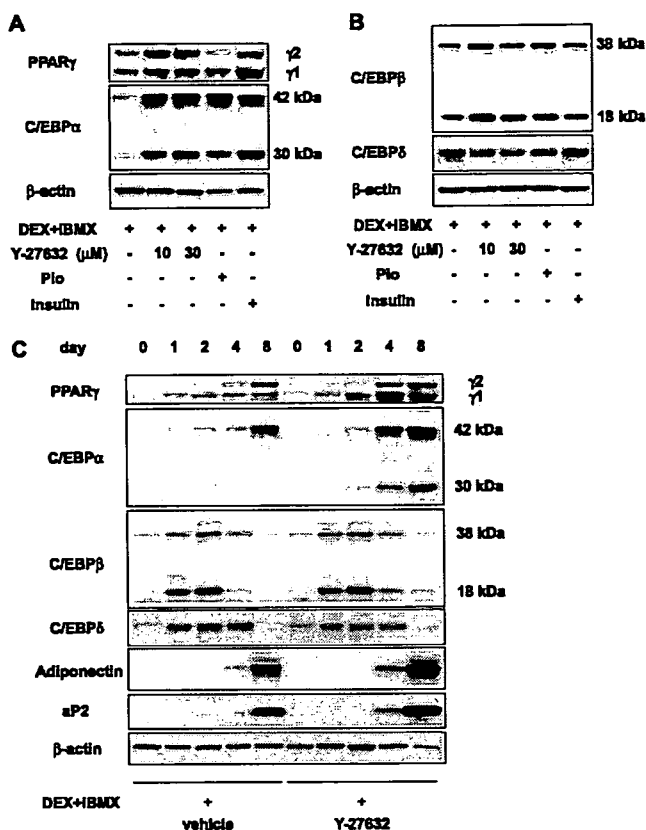 A
PPARγ
γ2
γ1
C/EBPα
42 kDa
30 kDa
β-actin
DEX+IBMX + + + + +
Y-27632 (μM) - 10 30 - -
Pio - - - + -
Insulin - - - - +
B
C/EBPβ
38 kDa
18 kDa
C/EBPδ
β-actin
DEX+IBMX + + + + +
Y-27632 (μM) - 10 30 - -
Pio - - - + -
Insulin - - - - +
C
day 0 1 2 4 8 0 1 2 4 8
PPARγ
γ2
γ1
C/EBPα
42 kDa
30 kDa
C/EBPβ
38 kDa
18 kDa
C/EBPδ
Adiponectin
aP2
β-actin
DEX+IBMX + +
vehicle Y-27632